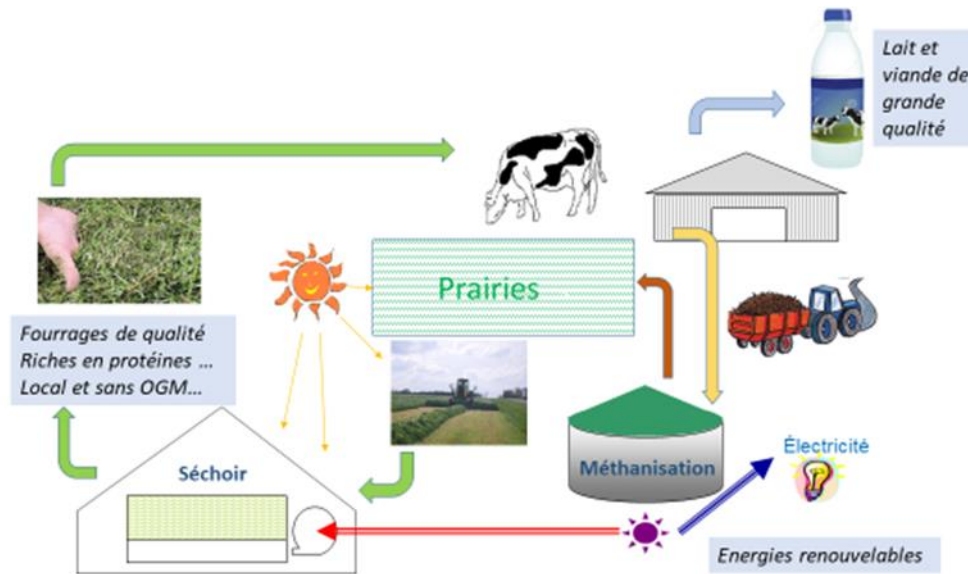 Lait et
viande de
grande
qualité
Prairies
Fourrages de qualité
Riches en protéines ...
Local et sans OGM...
Séchoir
Méthanisation
Électricité
Energies renouvelables